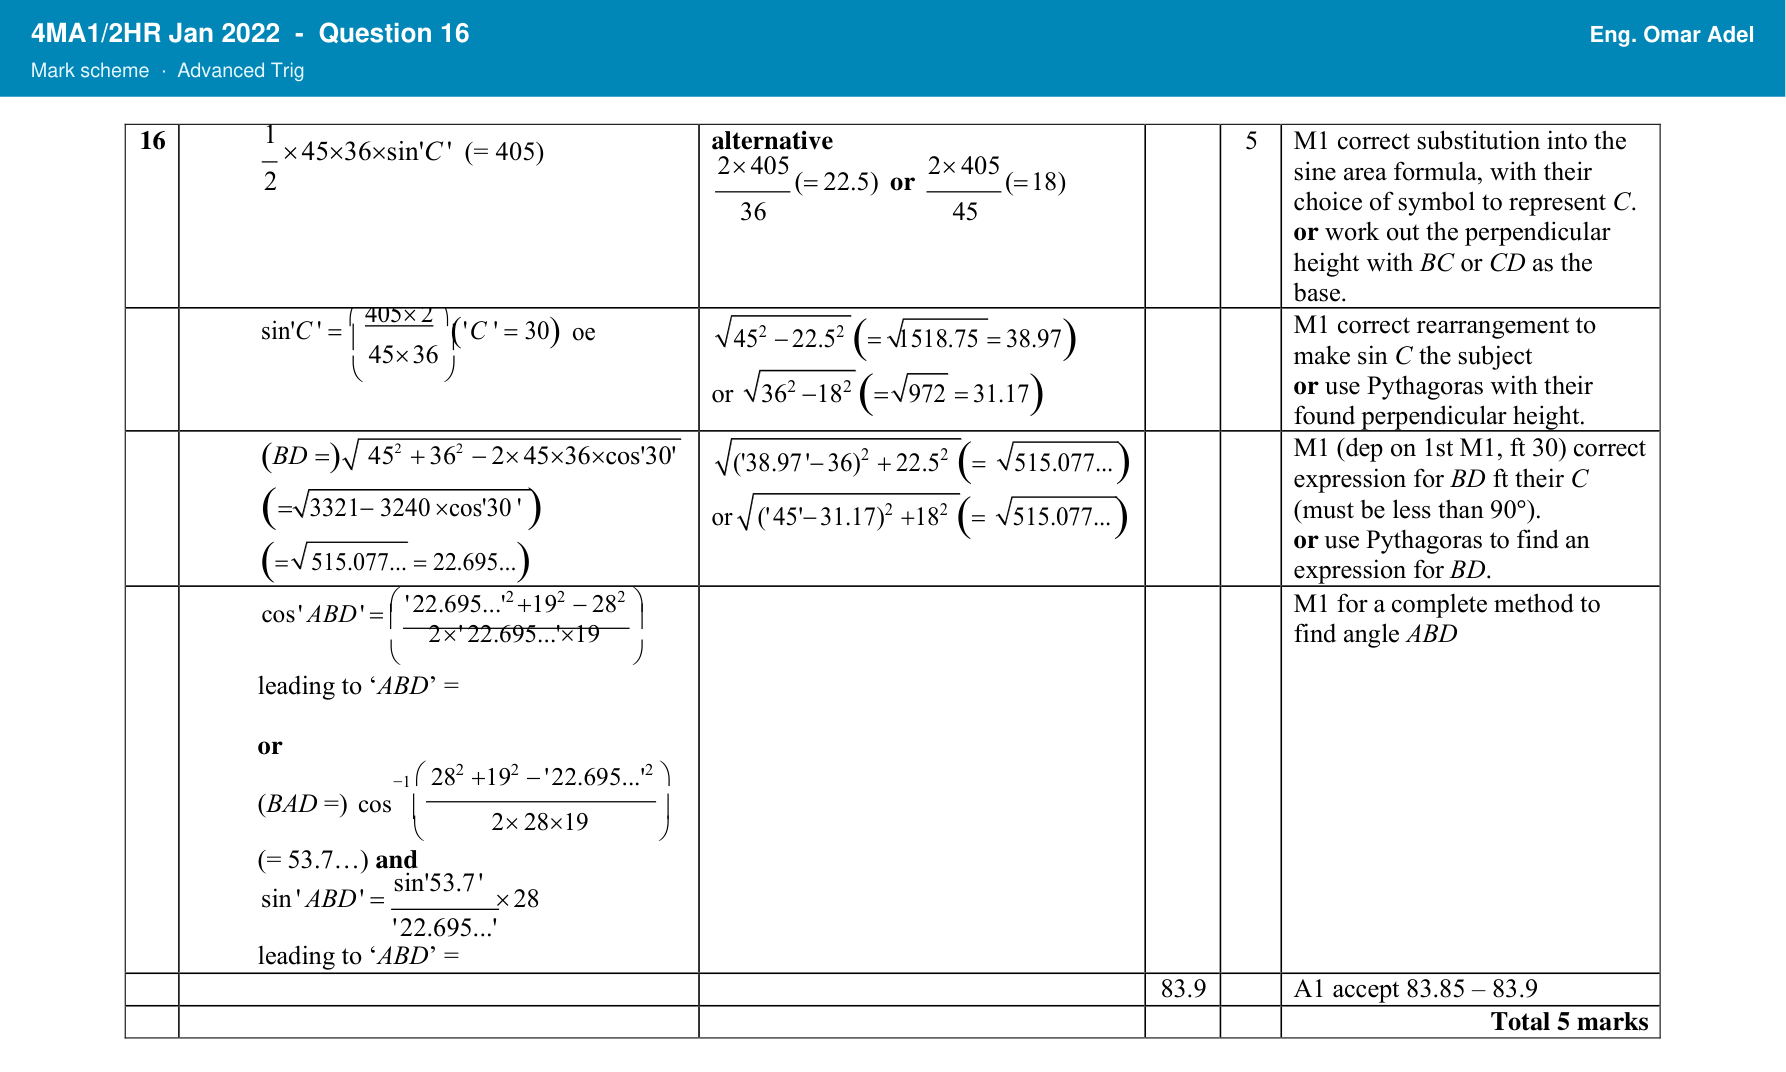 4MA1/2HR Jan 2022 - Question 16
Eng. Omar Adel
Mark scheme · Advanced Trig
16
1/2 ×45×36×sin'C' (= 405)
alternative
2×405/36 (= 22.5) or 2×405/45 (=18)
5
M1 correct substitution into the
sine area formula, with their
choice of symbol to represent C.
or work out the perpendicular
height with BC or CD as the
base.
sin'C' = (405×2/45×36) ('C' = 30) oe
√45² − 22.5² (= √1518.75 = 38.97)
or √36² −18² (=√972 = 31.17)
M1 correct rearrangement to
make sin C the subject
or use Pythagoras with their
found perpendicular height.
(BD =)√45² + 36² − 2×45×36×cos'30'
(=√3321− 3240 ×cos'30')
(=√515.077... = 22.695...)
√('38.97'−36)² + 22.5² (= √515.077...)
or √('45'−31.17)² +18² (= √515.077...)
M1 (dep on 1st M1, ft 30) correct
expression for BD ft their C
(must be less than 90°).
or use Pythagoras to find an
expression for BD.
cos'ABD' = ('22.695...'² +19² − 28²/2×'22.695...'×19)
leading to ‘ABD’ =
or
(BAD =) cos⁻¹(28² +19² −'22.695...'²/2×28×19)
(= 53.7…) and
sin'ABD' = sin'53.7'/'22.695...' ×28
leading to ‘ABD’ =
M1 for a complete method to
find angle ABD
83.9
A1 accept 83.85 – 83.9
Total 5 marks